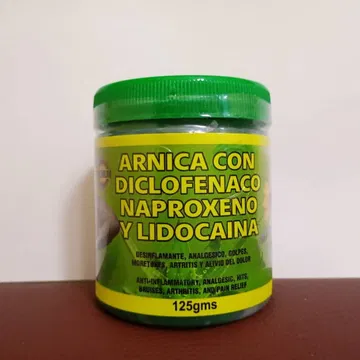 ARNICA CON
DICLOFENACO
NAPROXENO
Y LIDOCAINA
DESINFLAMANTE, ANALGESICO, GOLPES,
MORETONES, ARTRITIS Y ALIVIO DEL DOLOR
ANTI-INFLAMMATORY, ANALGESIC, HITS,
BRUISES, ARTHRITIS, AND PAIN RELIEF
125gms